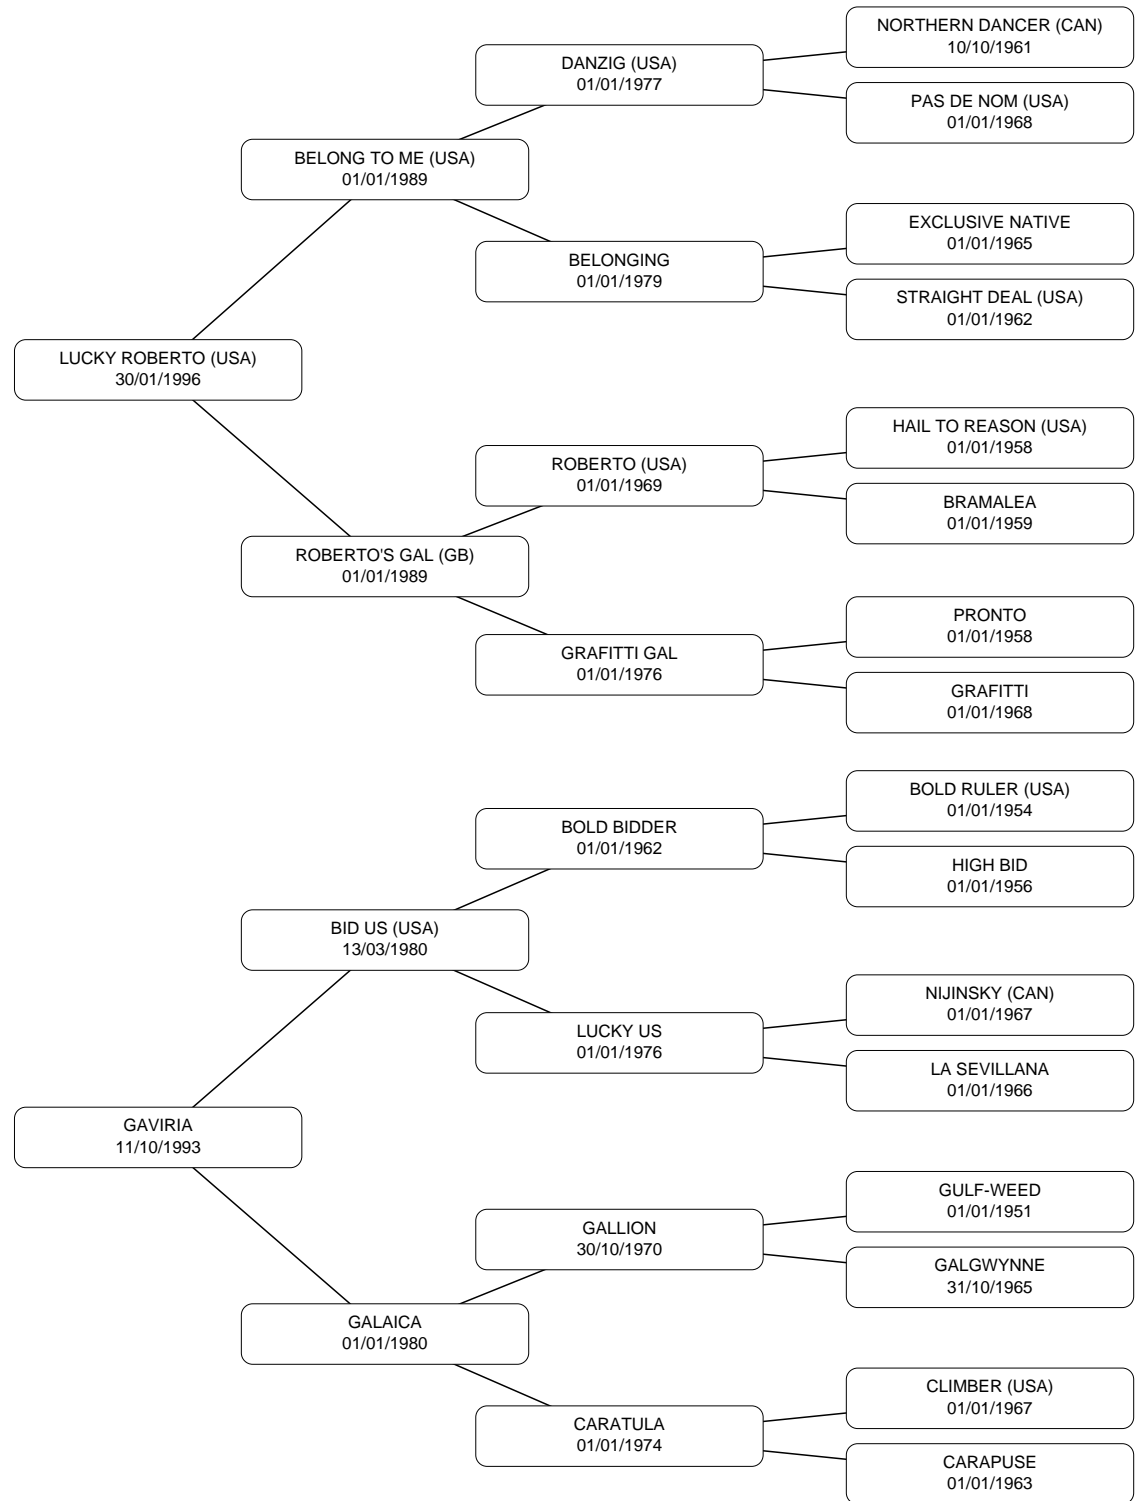 NORTHERN DANCER (CAN)
10/10/1961
DANZIG (USA)
01/01/1977
PAS DE NOM (USA)
01/01/1968
BELONG TO ME (USA)
01/01/1989
EXCLUSIVE NATIVE
01/01/1965
BELONGING
01/01/1979
STRAIGHT DEAL (USA)
01/01/1962
LUCKY ROBERTO (USA)
30/01/1996
HAIL TO REASON (USA)
01/01/1958
ROBERTO (USA)
01/01/1969
BRAMALEA
01/01/1959
ROBERTO'S GAL (GB)
01/01/1989
PRONTO
01/01/1958
GRAFITTI GAL
01/01/1976
GRAFITTI
01/01/1968
BOLD RULER (USA)
01/01/1954
BOLD BIDDER
01/01/1962
HIGH BID
01/01/1956
BID US (USA)
13/03/1980
NIJINSKY (CAN)
01/01/1967
LUCKY US
01/01/1976
LA SEVILLANA
01/01/1966
GAVIRIA
11/10/1993
GULF-WEED
01/01/1951
GALLION
30/10/1970
GALGWYNNE
31/10/1965
GALAICA
01/01/1980
CLIMBER (USA)
01/01/1967
CARATULA
01/01/1974
CARAPUSE
01/01/1963